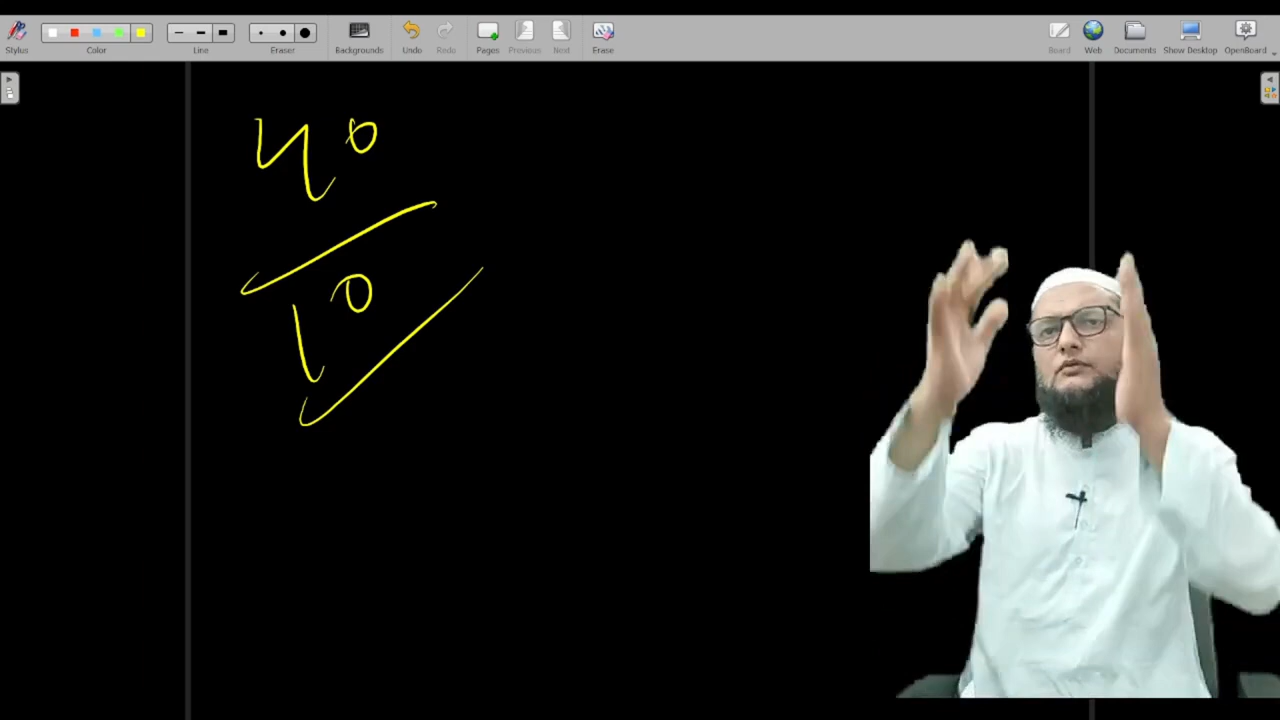 Stylus Color Line Eraser Backgrounds Undo Redo Pages Previous Next Erase Board Web Documents Show Desktop OpenBoard
40
10